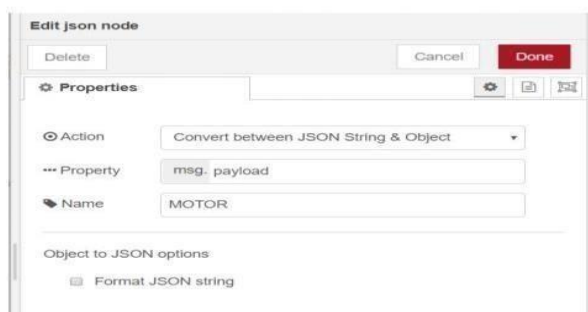 Edit json node
Delete Cancel Done
Properties
Action Convert between JSON String & Object
Property msg. payload
Name MOTOR
Object to JSON options
Format JSON string